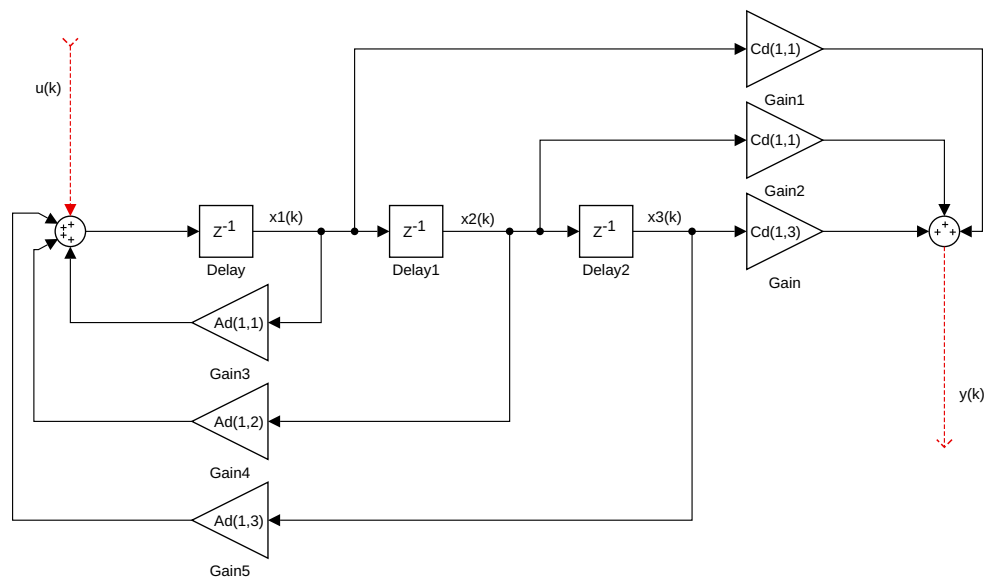 Cd(1,1)
u(k)
Gain1
Cd(1,1)
Gain2
x1(k)
x2(k)
x3(k)
+
+
+
+
Z-1
Z-1
Z-1
Cd(1,3)
+
+
+
Delay
Delay1
Delay2
Gain
Ad(1,1)
Gain3
y(k)
Ad(1,2)
Gain4
Ad(1,3)
Gain5